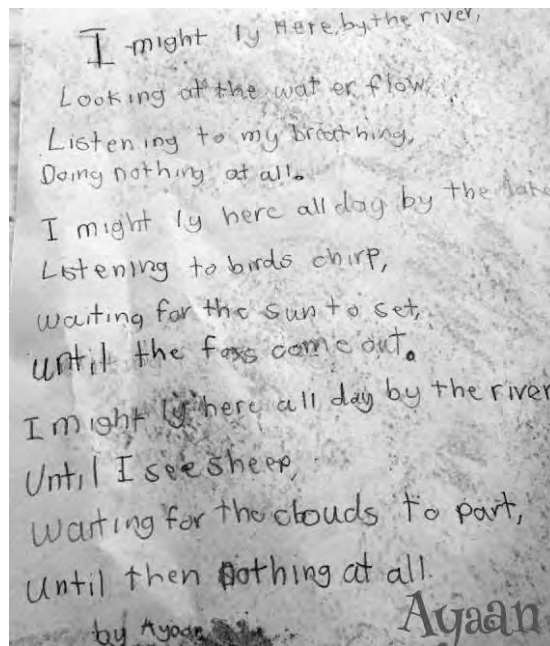 I might ly Here by the river,
Looking at the wat er flow,
Listening to my breathing,
Doing nothing at all.
I might ly here all day by the lake
Listening to birds chirp,
waiting for the sun to set,
until the foxs come out.
I might ly here all day by the river
Until I see sheep,
Waiting for the clouds to part,
Until then nothing at all.
by Ayaan
Ayaan